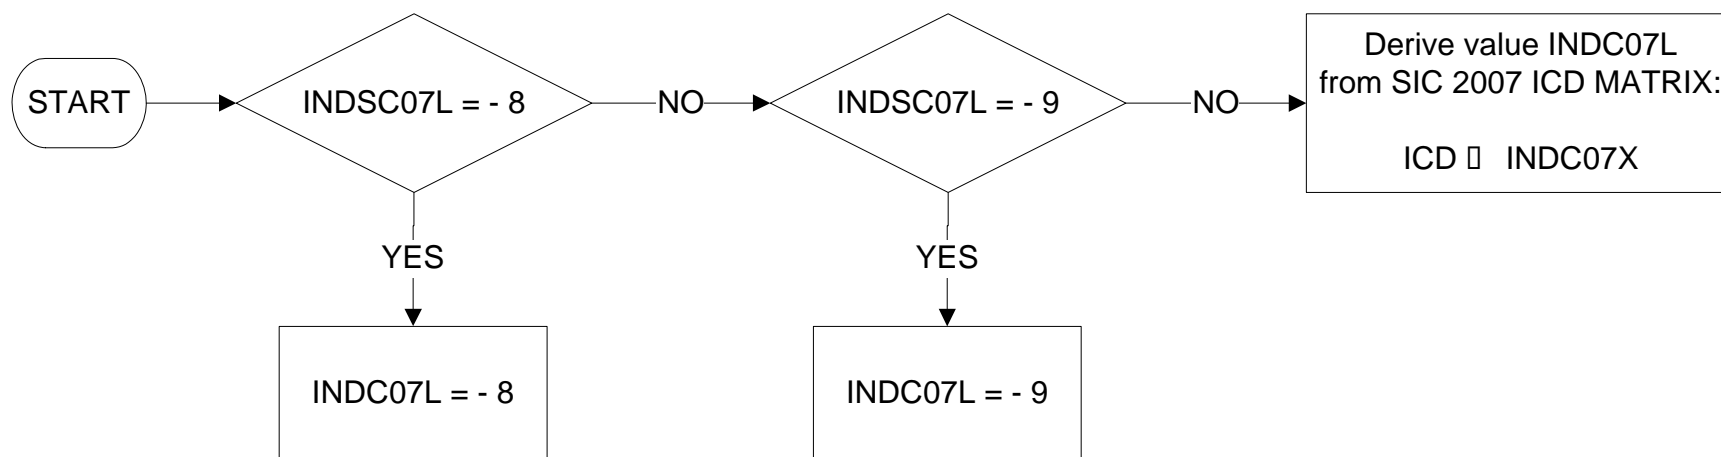 START
INDSC07L = - 8
NO
INDSC07L = - 9
NO
Derive value INDC07L
from SIC 2007 ICD MATRIX:
ICD ▯ INDC07X
YES
YES
INDC07L = - 8
INDC07L = - 9